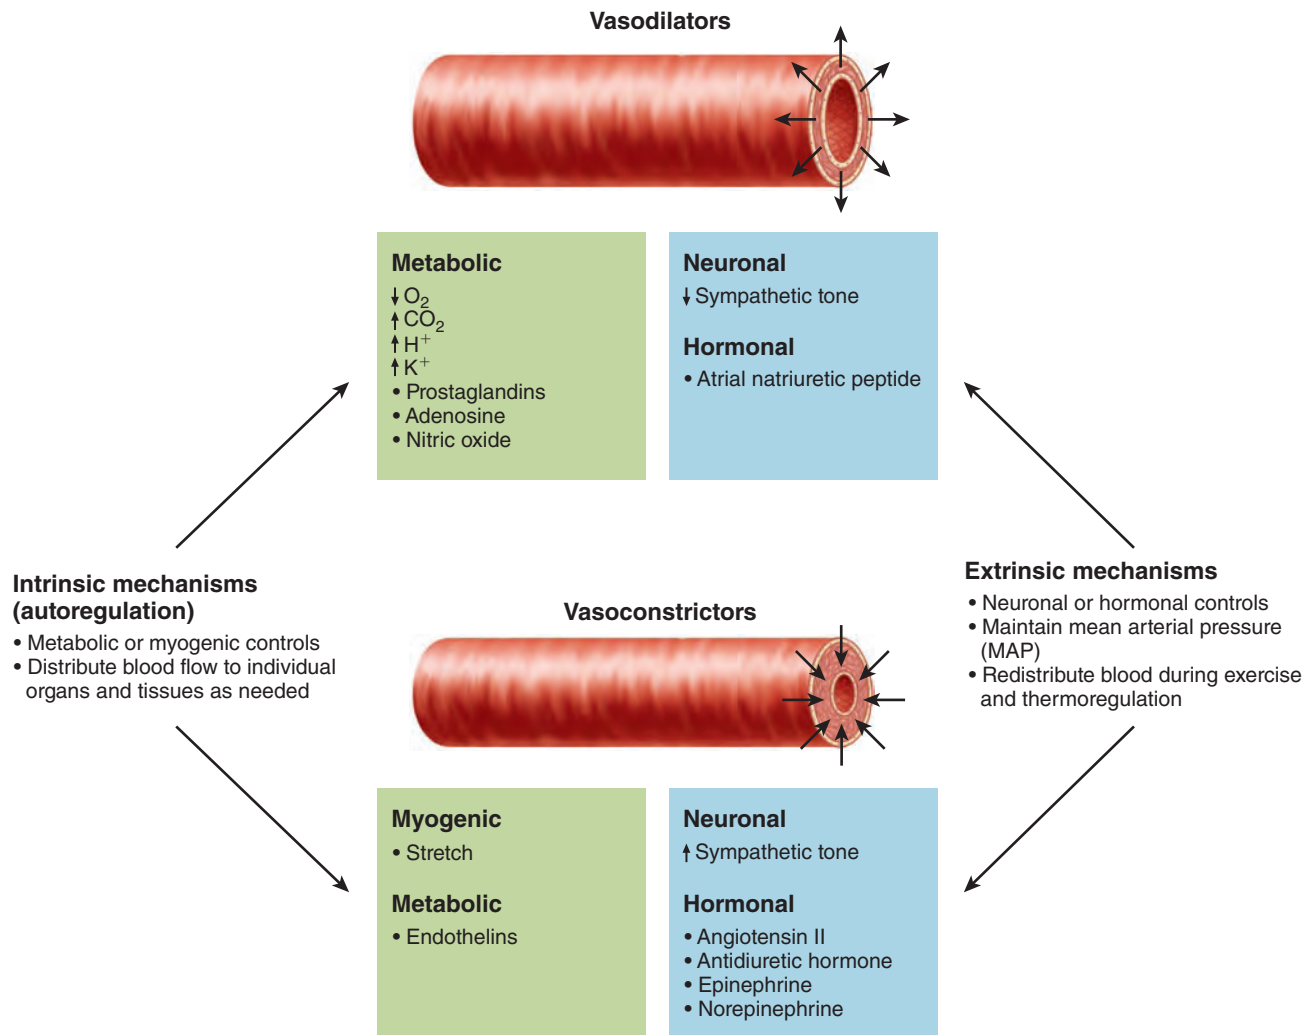 Vasodilators
Metabolic
↓ O₂
↑ CO₂
↑ H⁺
↑ K⁺
• Prostaglandins
• Adenosine
• Nitric oxide
Neuronal
↓ Sympathetic tone
Hormonal
• Atrial natriuretic peptide
Intrinsic mechanisms
(autoregulation)
• Metabolic or myogenic controls
• Distribute blood flow to individual
organs and tissues as needed
Extrinsic mechanisms
• Neuronal or hormonal controls
• Maintain mean arterial pressure
(MAP)
• Redistribute blood during exercise
and thermoregulation
Vasoconstrictors
Myogenic
• Stretch
Metabolic
• Endothelins
Neuronal
↑ Sympathetic tone
Hormonal
• Angiotensin II
• Antidiuretic hormone
• Epinephrine
• Norepinephrine